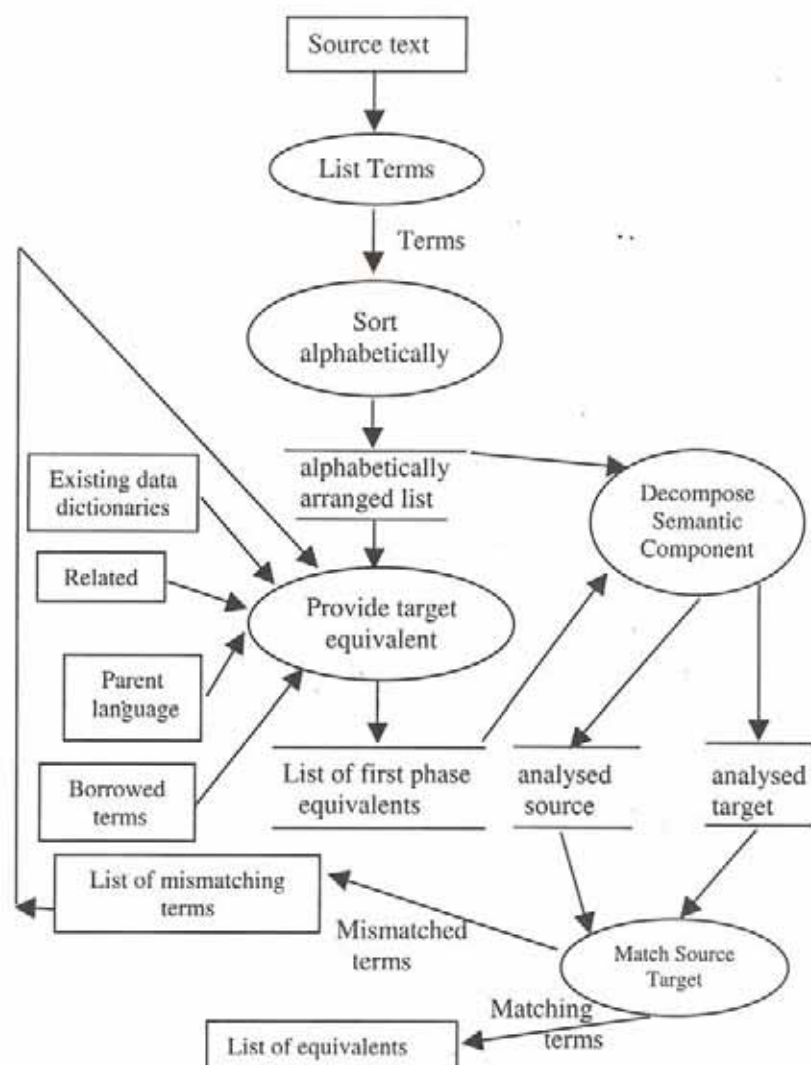 Source text
List Terms
Terms
Sort
alphabetically
alphabetically
arranged list
Existing data
dictionaries
Decompose
Semantic
Component
Related
Provide target
equivalent
Parent
language
Borrowed
terms
List of first phase
equivalents
analysed
source
analysed
target
List of mismatching
terms
Mismatched
terms
Match Source
Target
Matching
terms
List of equivalents